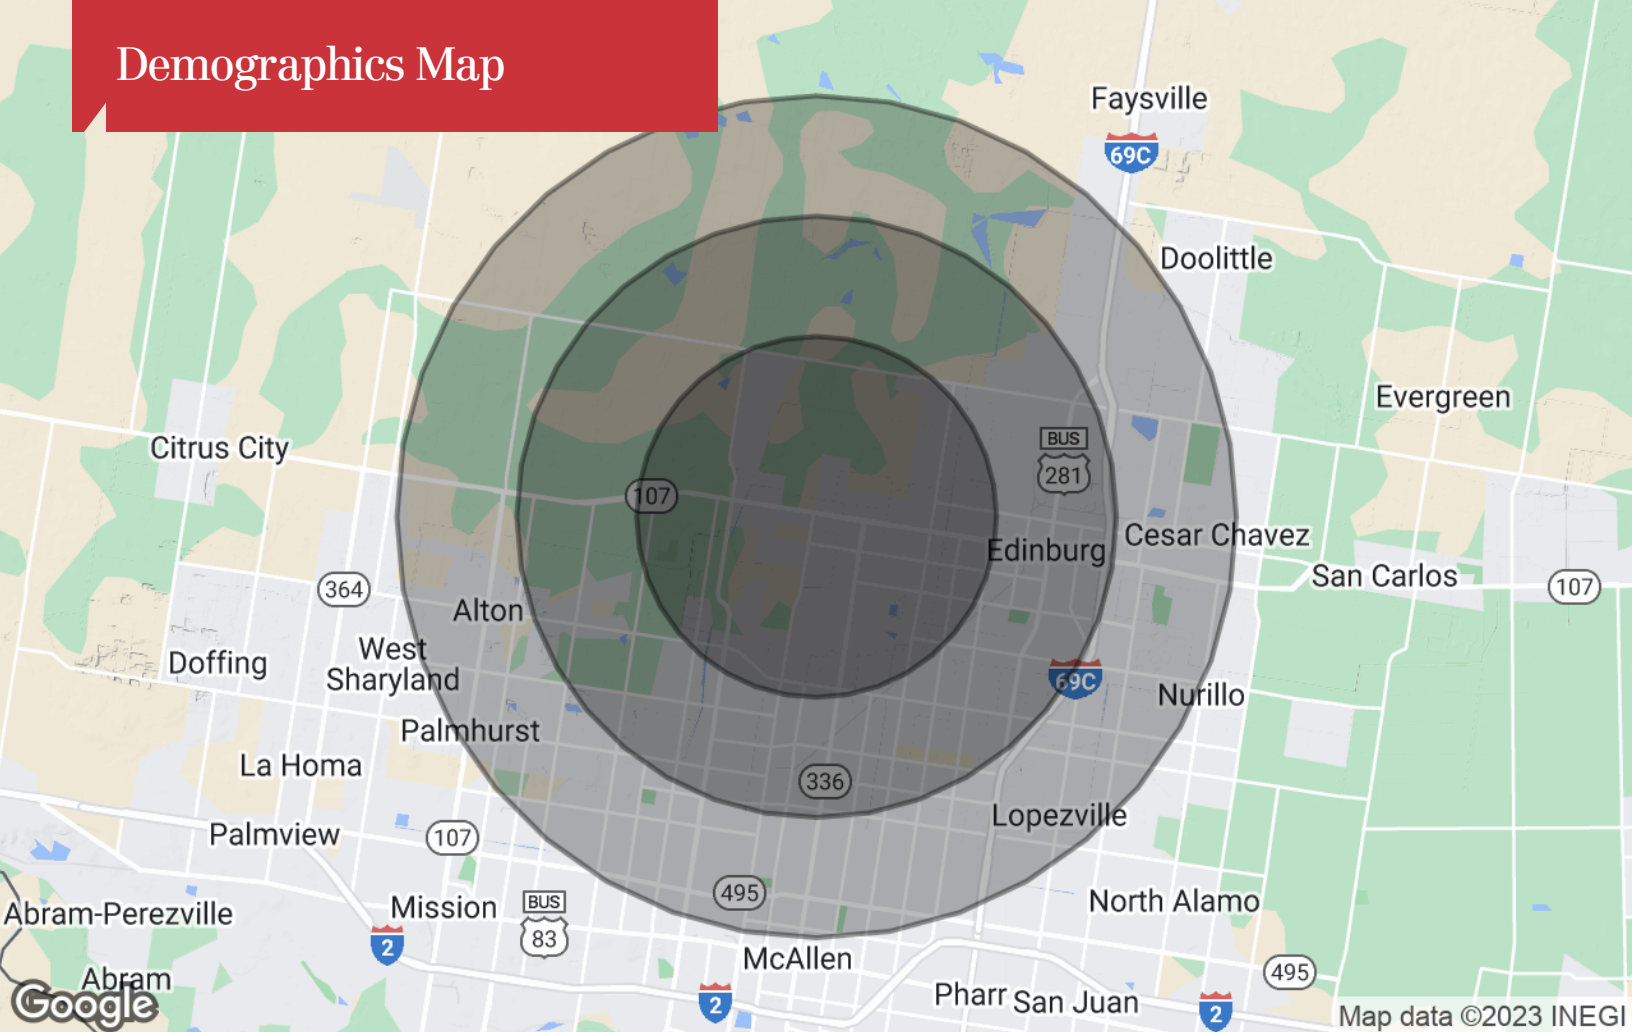 Demographics Map
Faysville
69C
Doolittle
Evergreen
Citrus City
BUS
281
107
Cesar Chavez
Edinburg
San Carlos
107
364
Alton
West
Sharyland
Doffing
69C
Nurillo
Palmhurst
La Homa
336
Lopezville
Palmview
107
495
North Alamo
Mission
BUS
83
Abram-Perezville
2
McAllen
495
Abram
Pharr
San Juan
2
2
Google
Map data ©2023 INEGI